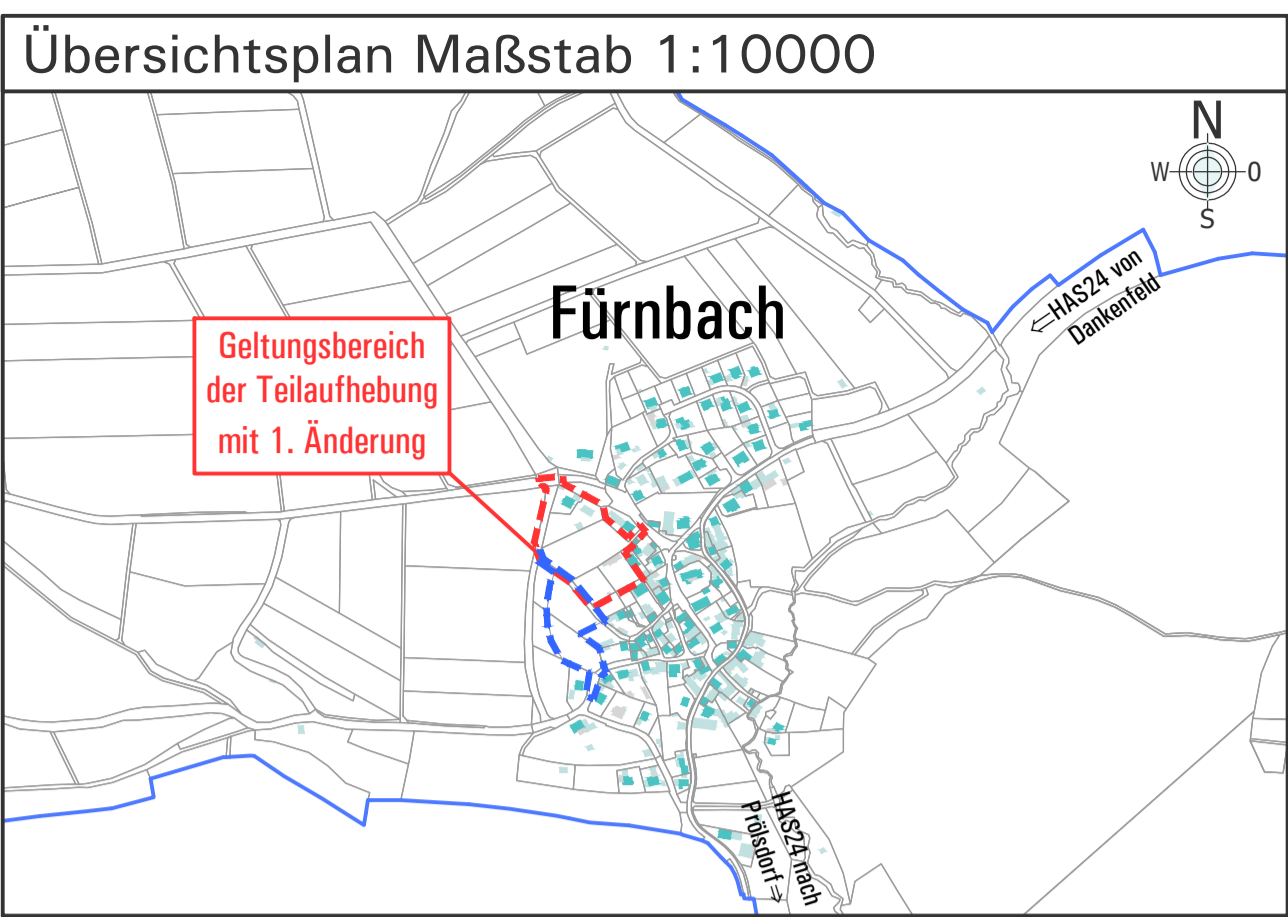 Übersichtsplan Maßstab 1:10000
N
W
O
S
←HAS24 von
Dankenfeld
Fürnbach
Geltungsbereich
der Teilaufhebung
mit 1. Änderung
HAS24 nach
Prölsdorf→